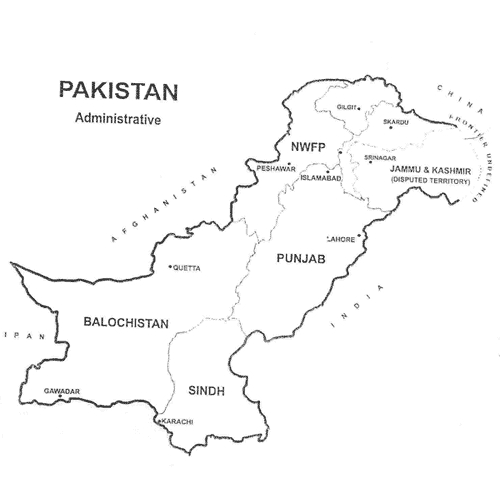 PAKISTAN
Administrative
CHINA
FRONTIER UNDEFINED
GILGIT
SKARDU
NWFP
SRINAGAR
PESHAWAR
ISLAMABAD
JAMMU & KASHMIR
(DISPUTED TERRITORY)
AFGHANISTAN
LAHORE
PUNJAB
QUETTA
INDIA
BALOCHISTAN
IRAN
SINDH
GAWADAR
KARACHI